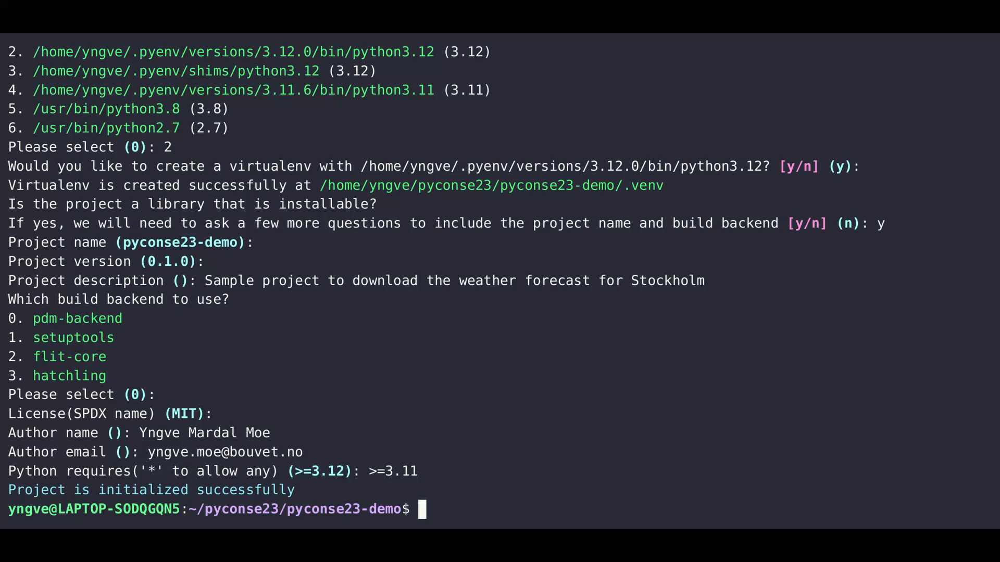 2. /home/yngve/.pyenv/versions/3.12.0/bin/python3.12 (3.12)
3. /home/yngve/.pyenv/shims/python3.12 (3.12)
4. /home/yngve/.pyenv/versions/3.11.6/bin/python3.11 (3.11)
5. /usr/bin/python3.8 (3.8)
6. /usr/bin/python2.7 (2.7)
Please select (0): 2
Would you like to create a virtualenv with /home/yngve/.pyenv/versions/3.12.0/bin/python3.12? [y/n] (y):
Virtualenv is created successfully at /home/yngve/pyconse23/pyconse23-demo/.venv
Is the project a library that is installable?
If yes, we will need to ask a few more questions to include the project name and build backend [y/n] (n): y
Project name (pyconse23-demo):
Project version (0.1.0):
Project description (): Sample project to download the weather forecast for Stockholm
Which build backend to use?
0. pdm-backend
1. setuptools
2. flit-core
3. hatchling
Please select (0):
License(SPDX name) (MIT):
Author name (): Yngve Mardal Moe
Author email (): yngve.moe@bouvet.no
Python requires('*' to allow any) (>=3.12): >=3.11
Project is initialized successfully
yngve@LAPTOP-SODQGQN5:~/pyconse23/pyconse23-demo$